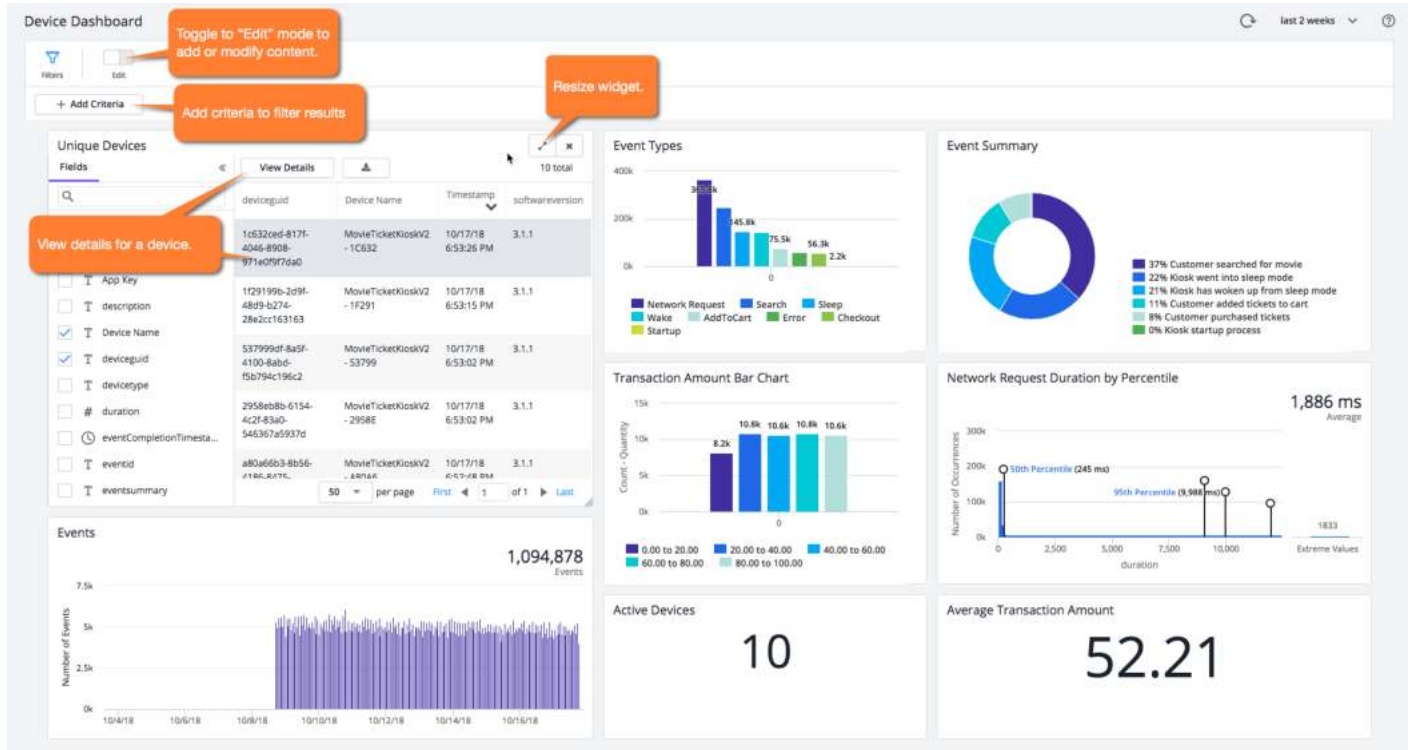 Device Dashboard
last 2 weeks
Toggle to "Edit" mode to
add or modify content.
Filters
Edit
+ Add Criteria
Add criteria to filter results
Resize widget.
Unique Devices
Fields
View Details
10 total
deviceguid
Device Name
Timestamp
softwareversion
View details for a device.
1c632ced-817f-
4046-8908-
971e0f9f7da0
MovieTicketKioskV2
- 1C632
10/17/18
6:53:26 PM
3.1.1
T App Key
T description
T Device Name
T deviceguid
T devicetype
# duration
eventCompletionTimesta...
T eventid
T eventsummary
1f29199b-2d9f-
48d9-b274-
28e2cc163163
MovieTicketKioskV2
- 1F291
10/17/18
6:53:15 PM
3.1.1
537999df-8a5f-
4100-8abd-
f5b794c196c2
MovieTicketKioskV2
- 53799
10/17/18
6:53:02 PM
3.1.1
2958eb8b-6154-
4c2f-83a0-
546367a5937d
MovieTicketKioskV2
- 2958E
10/17/18
6:53:02 PM
3.1.1
a80a66b3-8b56-
4186-8475-
MovieTicketKioskV2
- A80A6
10/17/18
6:52:48 PM
3.1.1
50 per page First 1 of 1 Last
Event Types
400k
200k
0k
145.8k
75.5k
56.3k
2.2k
0
Network Request Search Sleep
Wake AddToCart Error Checkout
Startup
Event Summary
37% Customer searched for movie
22% Kiosk went into sleep mode
21% Kiosk has woken up from sleep mode
11% Customer added tickets to cart
8% Customer purchased tickets
0% Kiosk startup process
Transaction Amount Bar Chart
Count - Quantity
15k
10k
5k
0k
8.2k
10.8k
10.6k
10.8k
10.6k
0
0.00 to 20.00 20.00 to 40.00 40.00 to 60.00
60.00 to 80.00 80.00 to 100.00
Network Request Duration by Percentile
1,886 ms
Average
Number of Occurrences
300k
200k
100k
0k
50th Percentile (245 ms)
95th Percentile (9,988 ms)
1833
0 2,500 5,000 7,500 10,000 Extreme Values
duration
Events
1,094,878
Events
Number of Events
7.5k
5k
2.5k
0k
10/4/18 10/6/18 10/8/18 10/10/18 10/12/18 10/14/18 10/16/18
Active Devices
10
Average Transaction Amount
52.21